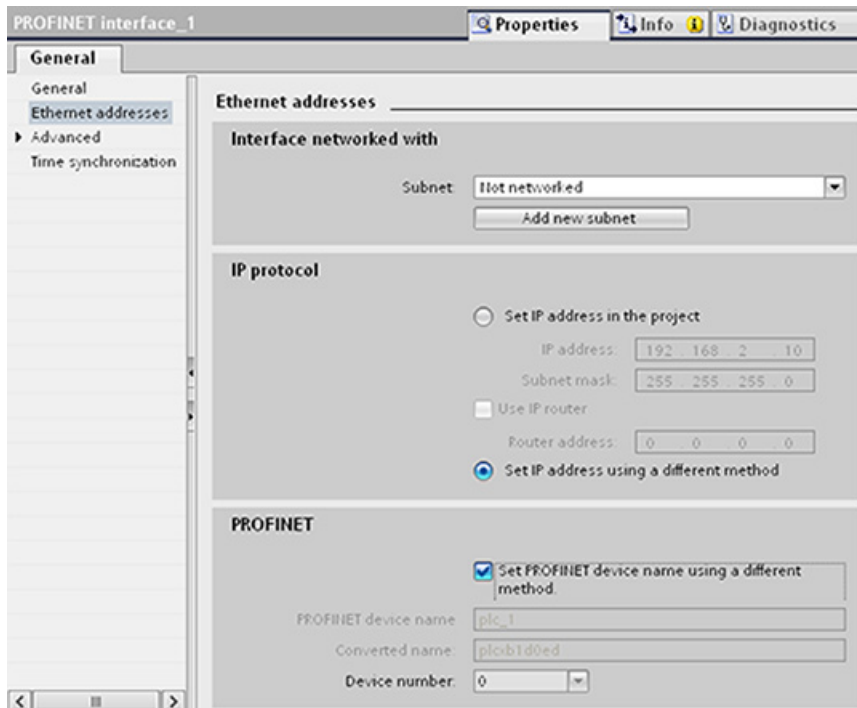 PROFINET interface_1
Properties
Info
Diagnostics
General
General
Ethernet addresses
Advanced
Time synchronization
Ethernet addresses
Interface networked with
Subnet: Not networked
Add new subnet
IP protocol
Set IP address in the project
IP address: 192 . 168 . 2 . 10
Subnet mask: 255 . 255 . 255 . 0
Use IP router
Router address: 0 . 0 . 0 . 0
Set IP address using a different method
PROFINET
Set PROFINET device name using a different
method.
PROFINET device name plc_1
Converted name: plcxb1d0ed
Device number: 0